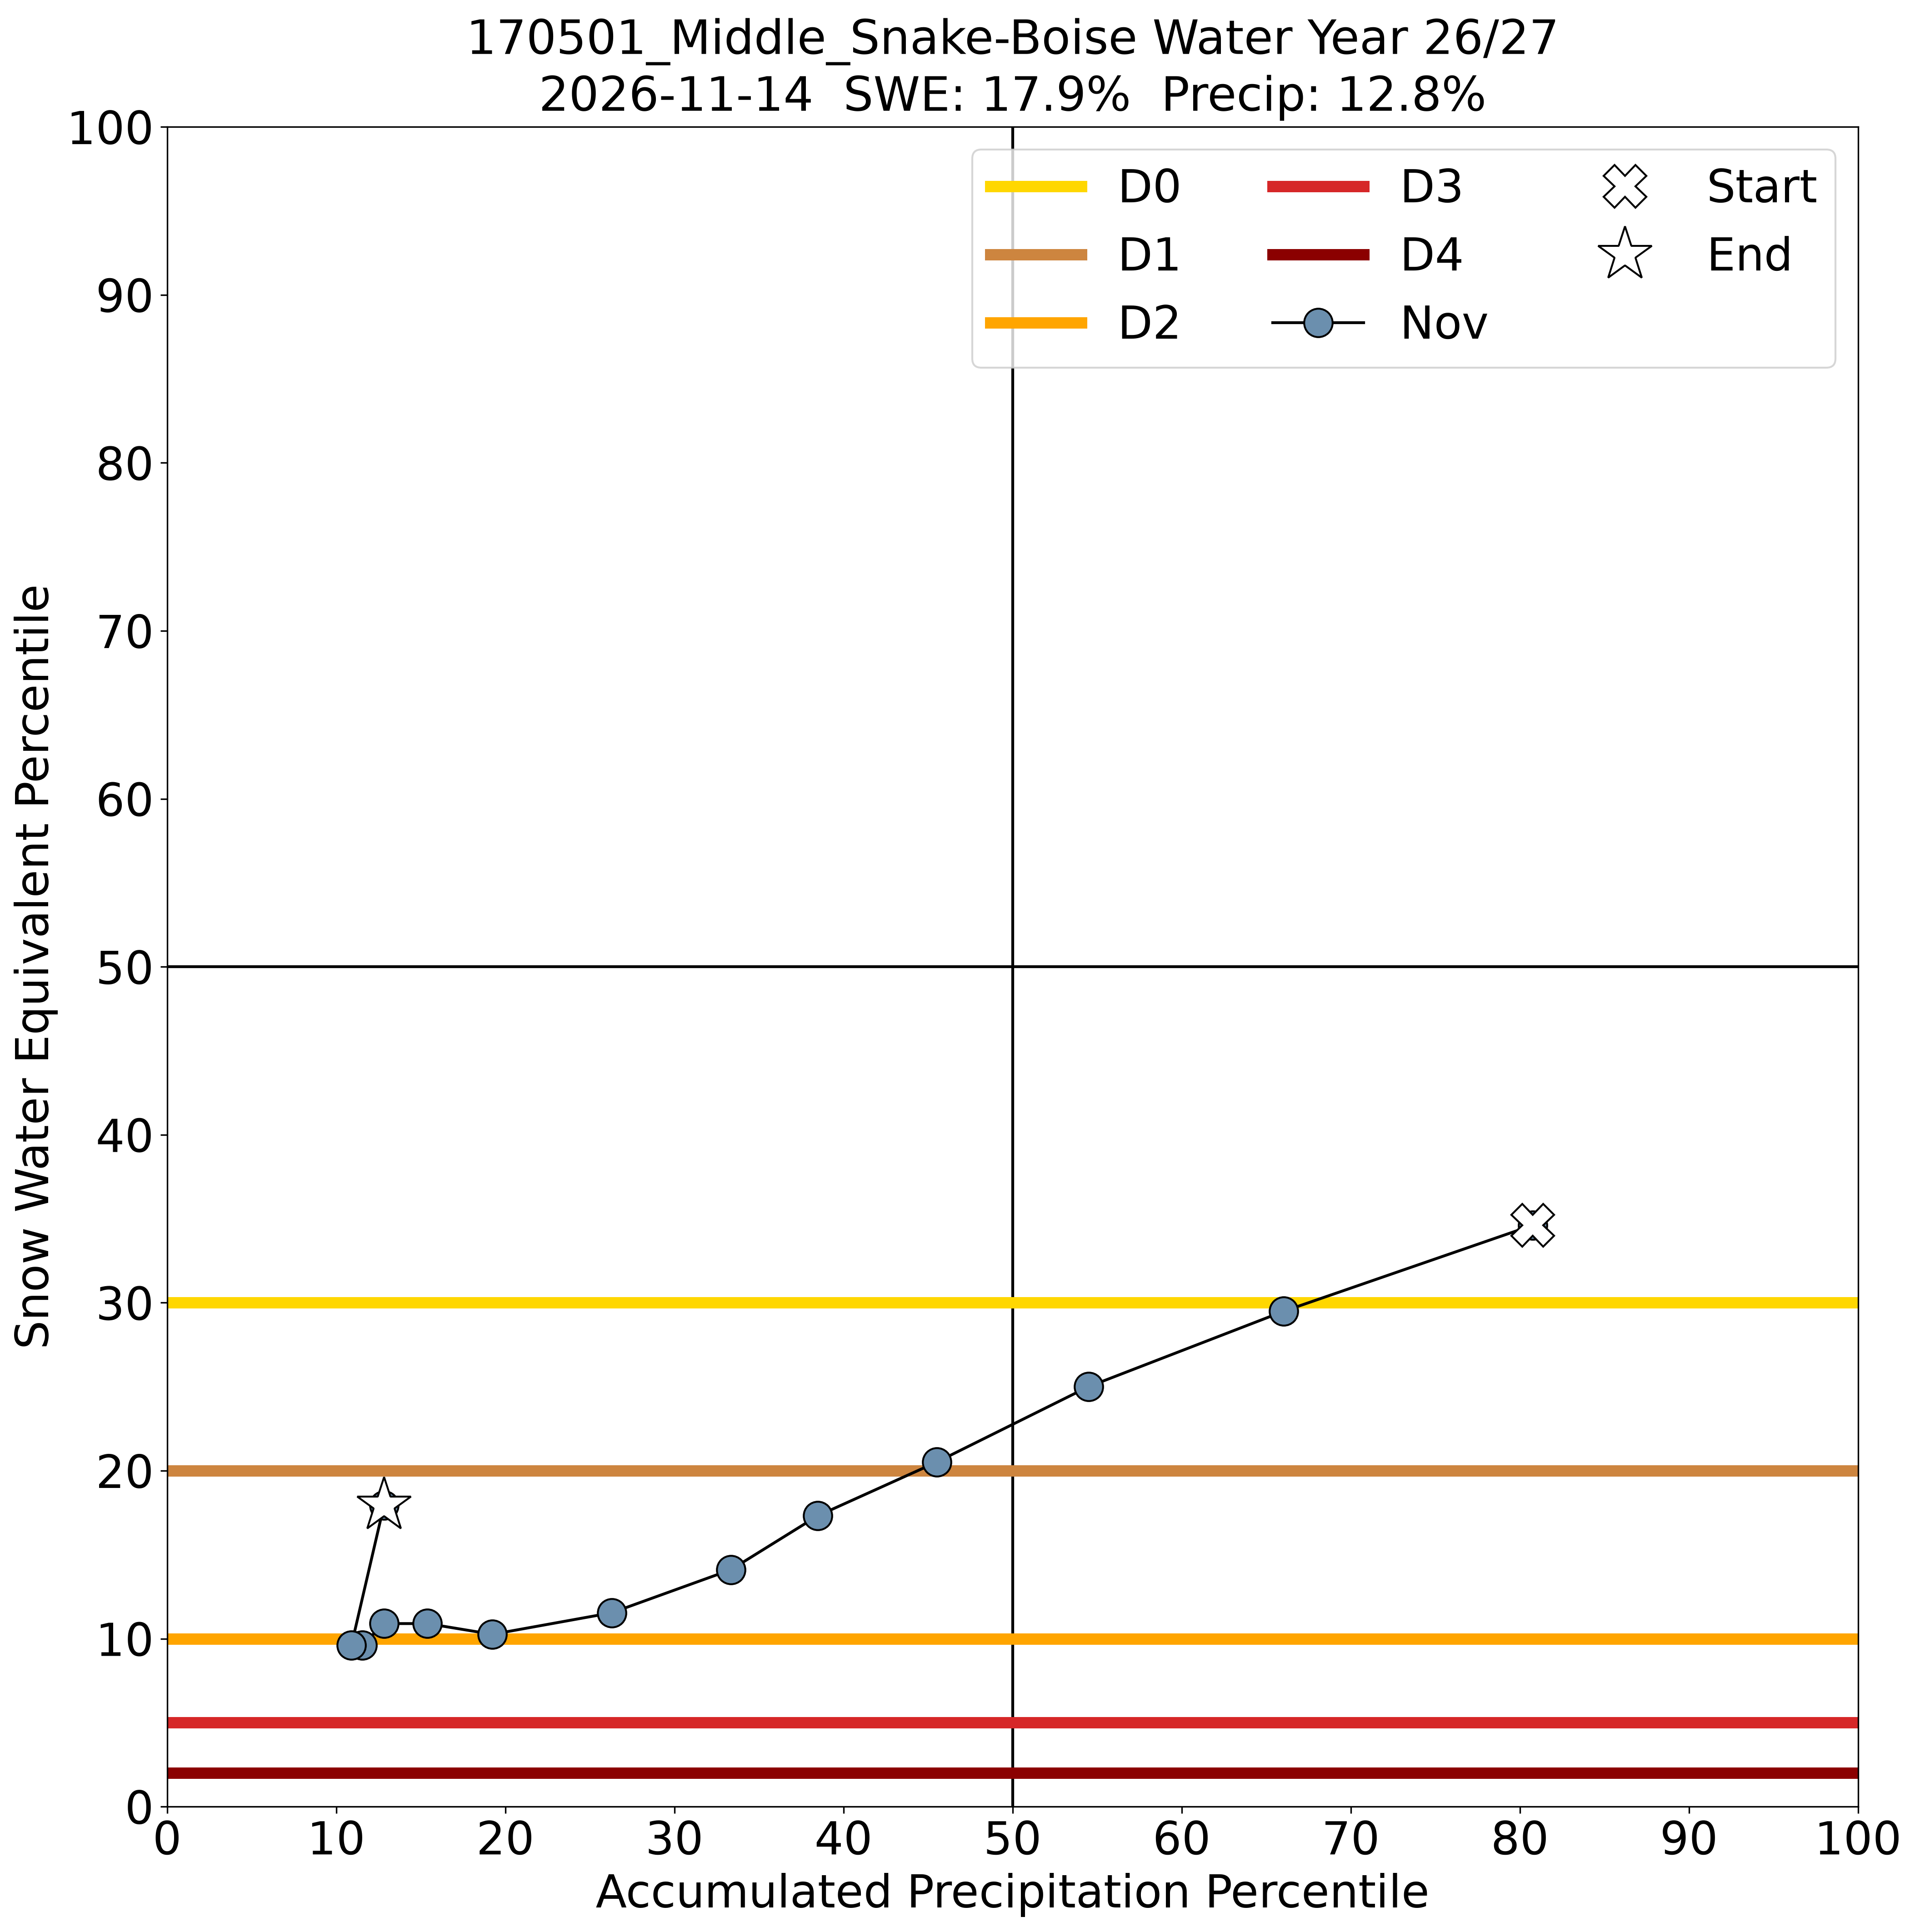 170501_Middle_Snake-Boise Water Year 26/27
2026-11-14 SWE: 17.9% Precip: 12.8%
100
90
80
70
60
50
40
30
20
10
0
Snow Water Equivalent Percentile
D0
D1
D2
D3
D4
Nov
Start
End
0 10 20 30 40 50 60 70 80 90 100
Accumulated Precipitation Percentile